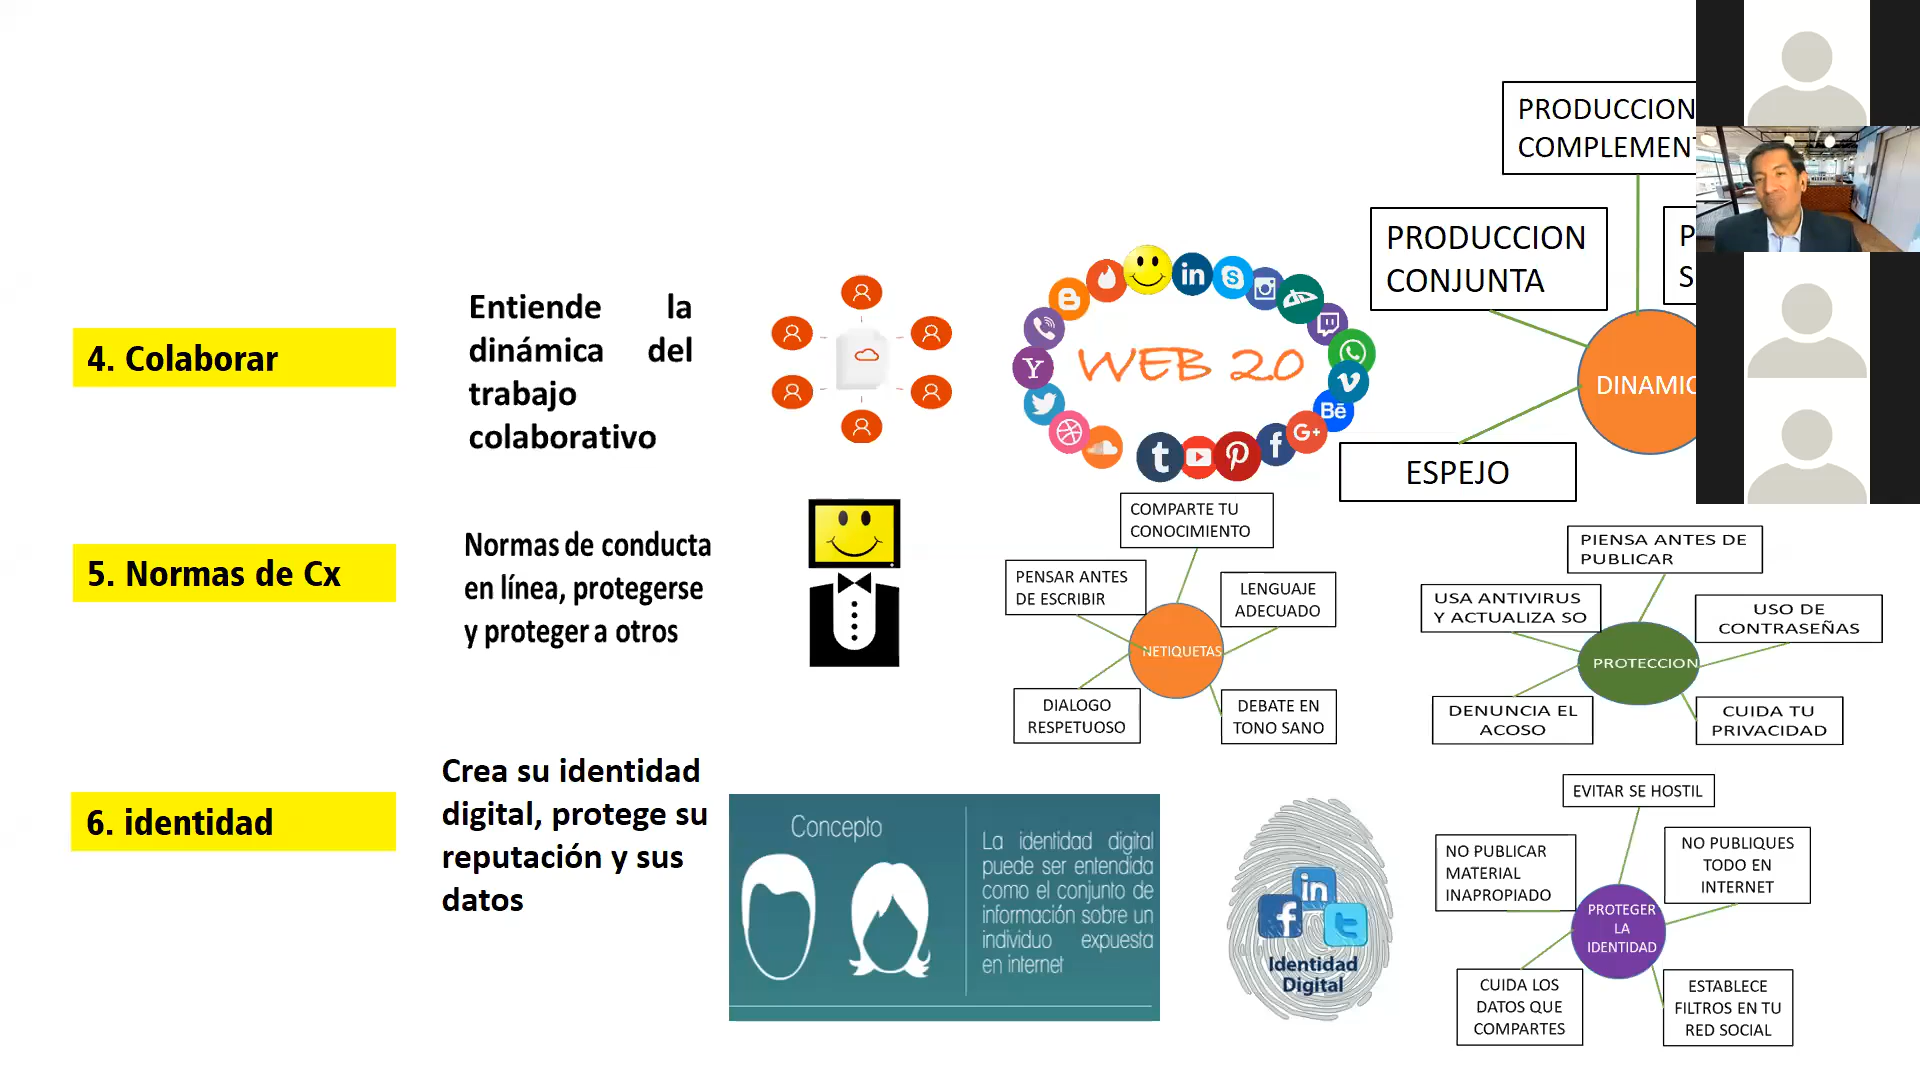 PRODUCCION
COMPLEMEN
PRODUCCION
CONJUNTA
P
S
DINAMIC
ESPEJO
4. Colaborar
Entiende la
dinámica del
trabajo
colaborativo
WEB 2.0
5. Normas de Cx
Normas de conducta
en línea, protegerse
y proteger a otros
COMPARTE TU
CONOCIMIENTO
PENSAR ANTES
DE ESCRIBIR
LENGUAJE
ADECUADO
NETIQUETAS
DIALOGO
RESPETUOSO
DEBATE EN
TONO SANO
PIENSA ANTES DE
PUBLICAR
USA ANTIVIRUS
Y ACTUALIZA SO
USO DE
CONTRASEÑAS
PROTECCION
DENUNCIA EL
ACOSO
CUIDA TU
PRIVACIDAD
6. identidad
Crea su identidad
digital, protege su
reputación y sus
datos
Concepto
La identidad digital
puede ser entendida
como el conjunto de
información sobre un
individuo expuesta
en internet
Identidad
Digital
EVITAR SE HOSTIL
NO PUBLICAR
MATERIAL
INAPROPIADO
NO PUBLIQUES
TODO EN
INTERNET
PROTEGER
LA
IDENTIDAD
CUIDA LOS
DATOS QUE
COMPARTES
ESTABLECE
FILTROS EN TU
RED SOCIAL